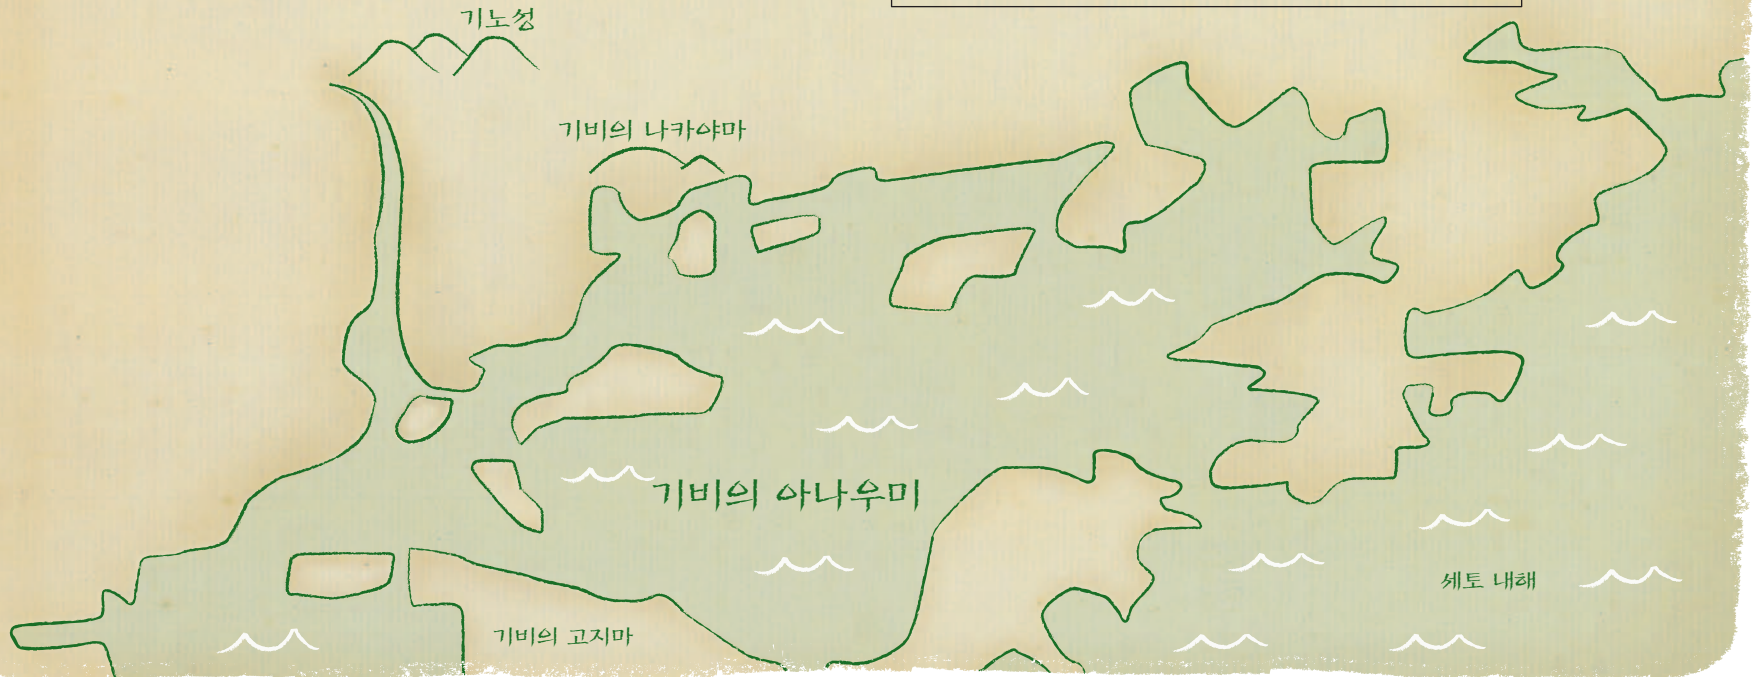 기노성
기비의 나카야마
기비의 아나우미
세토 내해
기비의 고지마